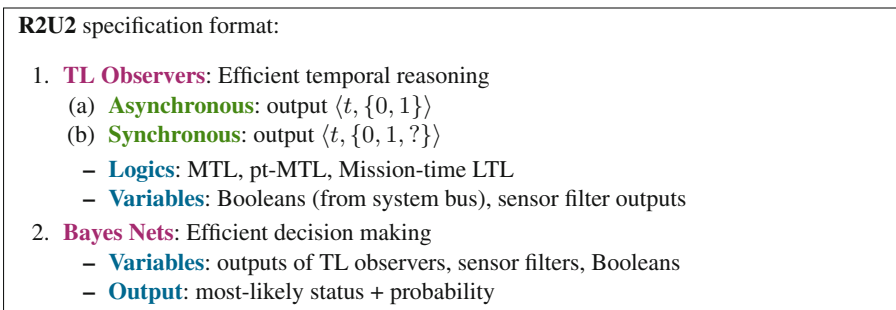 R2U2 specification format:
1. TL Observers: Efficient temporal reasoning
(a) Asynchronous: output ⟨t, {0, 1}⟩
(b) Synchronous: output ⟨t, {0, 1, ?}⟩
– Logics: MTL, pt-MTL, Mission-time LTL
– Variables: Booleans (from system bus), sensor filter outputs
2. Bayes Nets: Efficient decision making
– Variables: outputs of TL observers, sensor filters, Booleans
– Output: most-likely status + probability